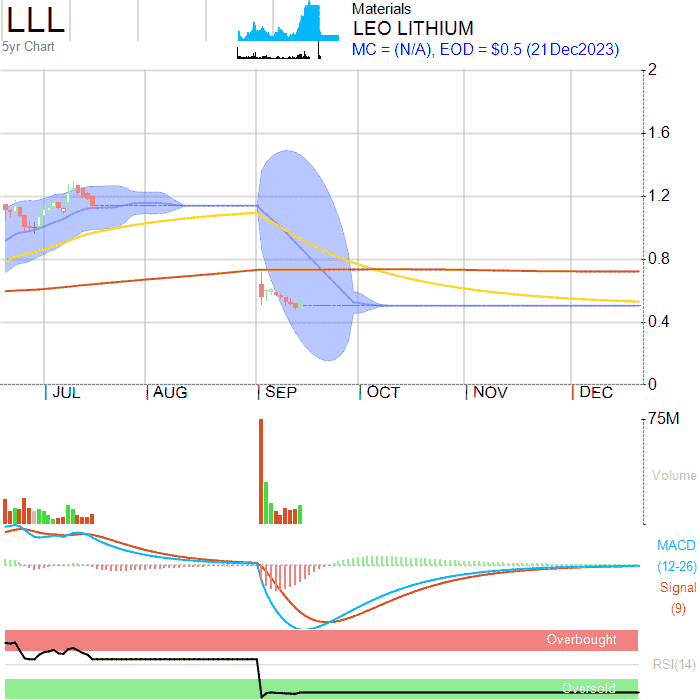 LLL
5yr Chart
Materials
LEO LITHIUM
MC = (N/A), EOD = $0.5 (21Dec2023)
2
1.6
1.2
0.8
0.4
0
JUL AUG SEP OCT NOV DEC
75M
Volume
MACD
(12-26)
Signal
(9)
Overbought
RSI(14)
Oversold